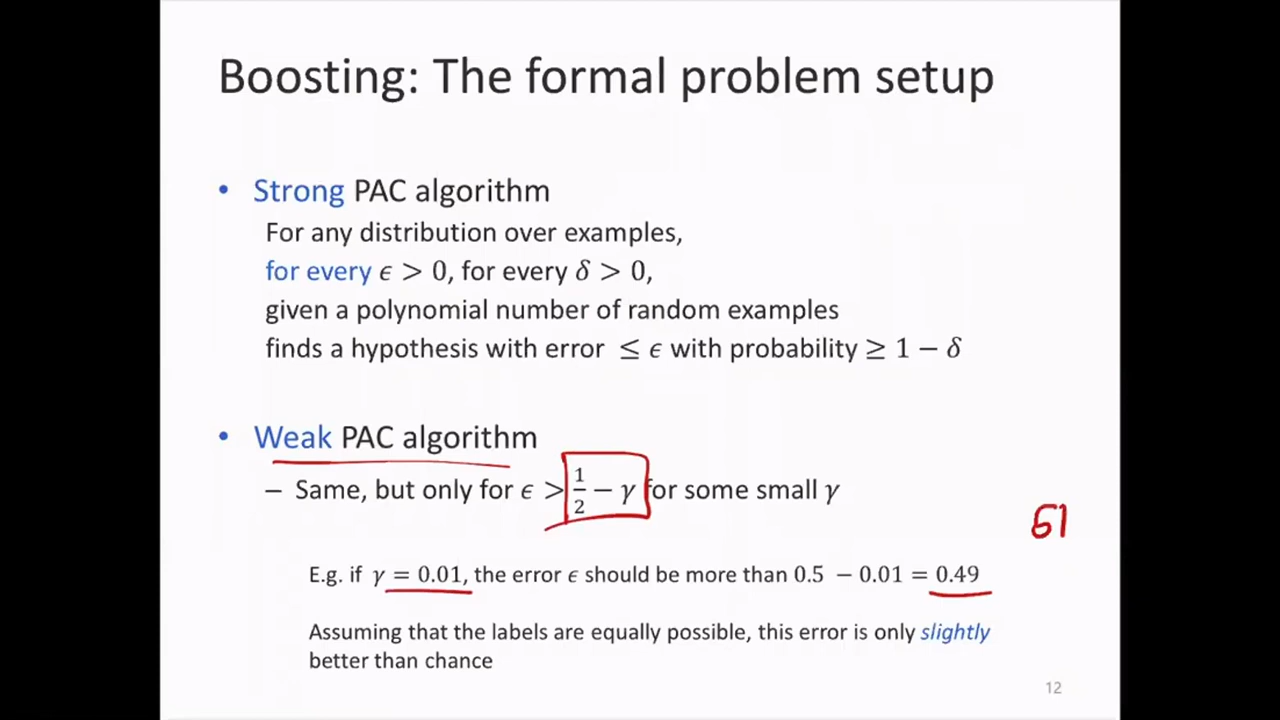 Boosting: The formal problem setup
• Strong PAC algorithm
For any distribution over examples,
for every ϵ > 0, for every δ > 0,
given a polynomial number of random examples
finds a hypothesis with error ≤ ϵ with probability ≥ 1 − δ
• Weak PAC algorithm
– Same, but only for ϵ > 1/2 − γ for some small γ
51
E.g. if γ = 0.01, the error ϵ should be more than 0.5 − 0.01 = 0.49
Assuming that the labels are equally possible, this error is only slightly
better than chance
12